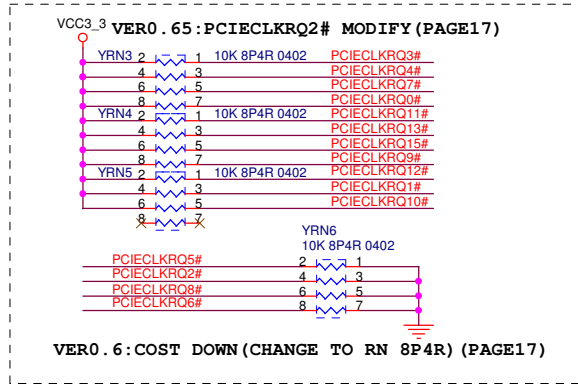 VCC3_3 VER0.65:PCIECLKRQ2# MODIFY(PAGE17)
YRN3 2 1 10K 8P4R 0402 PCIECLKRQ3#
4 3 PCIECLKRQ4#
6 5 PCIECLKRQ7#
8 7 PCIECLKRQ0#
YRN4 2 1 10K 8P4R 0402 PCIECLKRQ11#
4 3 PCIECLKRQ13#
6 5 PCIECLKRQ15#
8 7 PCIECLKRQ9#
YRN5 2 1 10K 8P4R 0402 PCIECLKRQ12#
4 3 PCIECLKRQ1#
6 5 PCIECLKRQ10#
8 7
YRN6
10K 8P4R 0402
PCIECLKRQ5# 2 1
PCIECLKRQ2# 4 3
PCIECLKRQ8# 6 5
PCIECLKRQ6# 8 7
VER0.6:COST DOWN(CHANGE TO RN 8P4R)(PAGE17)